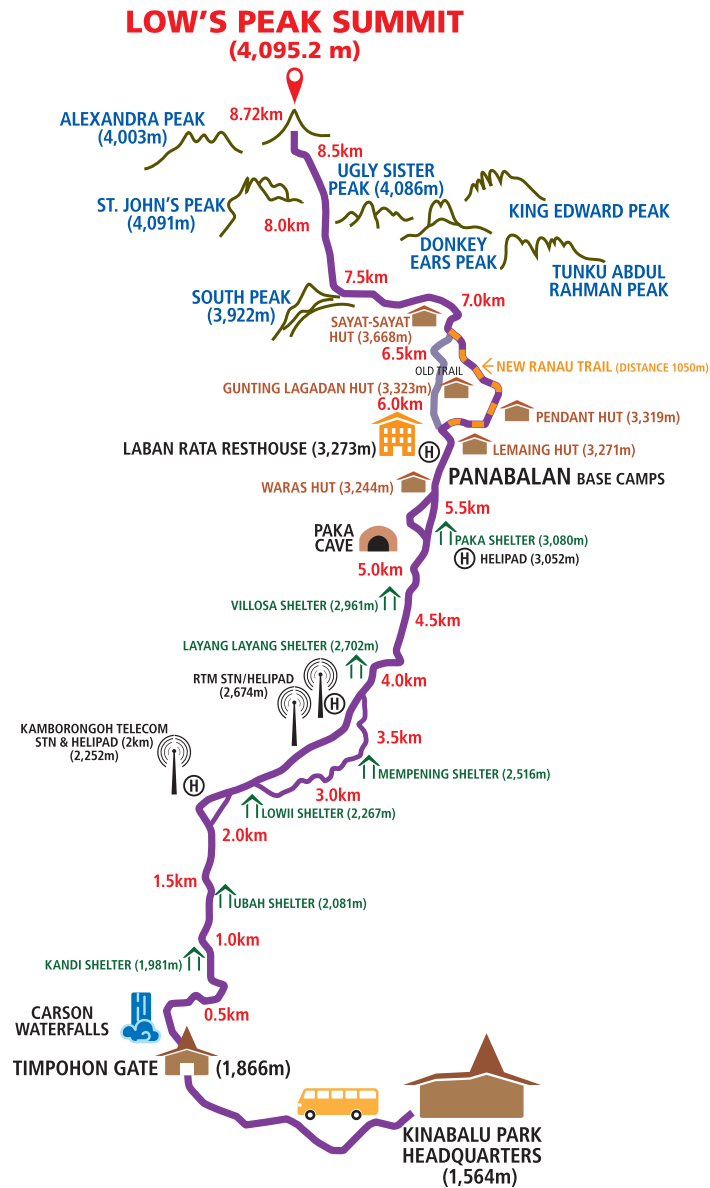 LOW'S PEAK SUMMIT
(4,095.2 m)
8.72km
ALEXANDRA PEAK
(4,003m)
8.5km
UGLY SISTER
PEAK (4,086m)
ST. JOHN'S PEAK
(4,091m)
KING EDWARD PEAK
8.0km
DONKEY
EARS PEAK
TUNKU ABDUL
RAHMAN PEAK
7.5km
SOUTH PEAK
(3,922m)
7.0km
SAYAT-SAYAT
HUT (3,668m)
6.5km
OLD TRAIL
NEW RANAU TRAIL (DISTANCE 1050m)
GUNTING LAGADAN HUT (3,323m)
6.0km
PENDANT HUT (3,319m)
LABAN RATA RESTHOUSE (3,273m)
H
LEMAING HUT (3,271m)
PANABALAN BASE CAMPS
WARAS HUT (3,244m)
5.5km
PAKA
CAVE
PAKA SHELTER (3,080m)
H HELIPAD (3,052m)
5.0km
VILLOSA SHELTER (2,961m)
4.5km
LAYANG LAYANG SHELTER (2,702m)
RTM STN/HELIPAD
(2,674m)
H
4.0km
KAMBORONGOH TELECOM
STN & HELIPAD (2km)
(2,252m)
H
3.5km
MEMPENING SHELTER (2,516m)
3.0km
LOWII SHELTER (2,267m)
2.0km
1.5km
UBAH SHELTER (2,081m)
1.0km
KANDI SHELTER (1,981m)
0.5km
CARSON
WATERFALLS
TIMPOHON GATE (1,866m)
KINABALU PARK
HEADQUARTERS
(1,564m)